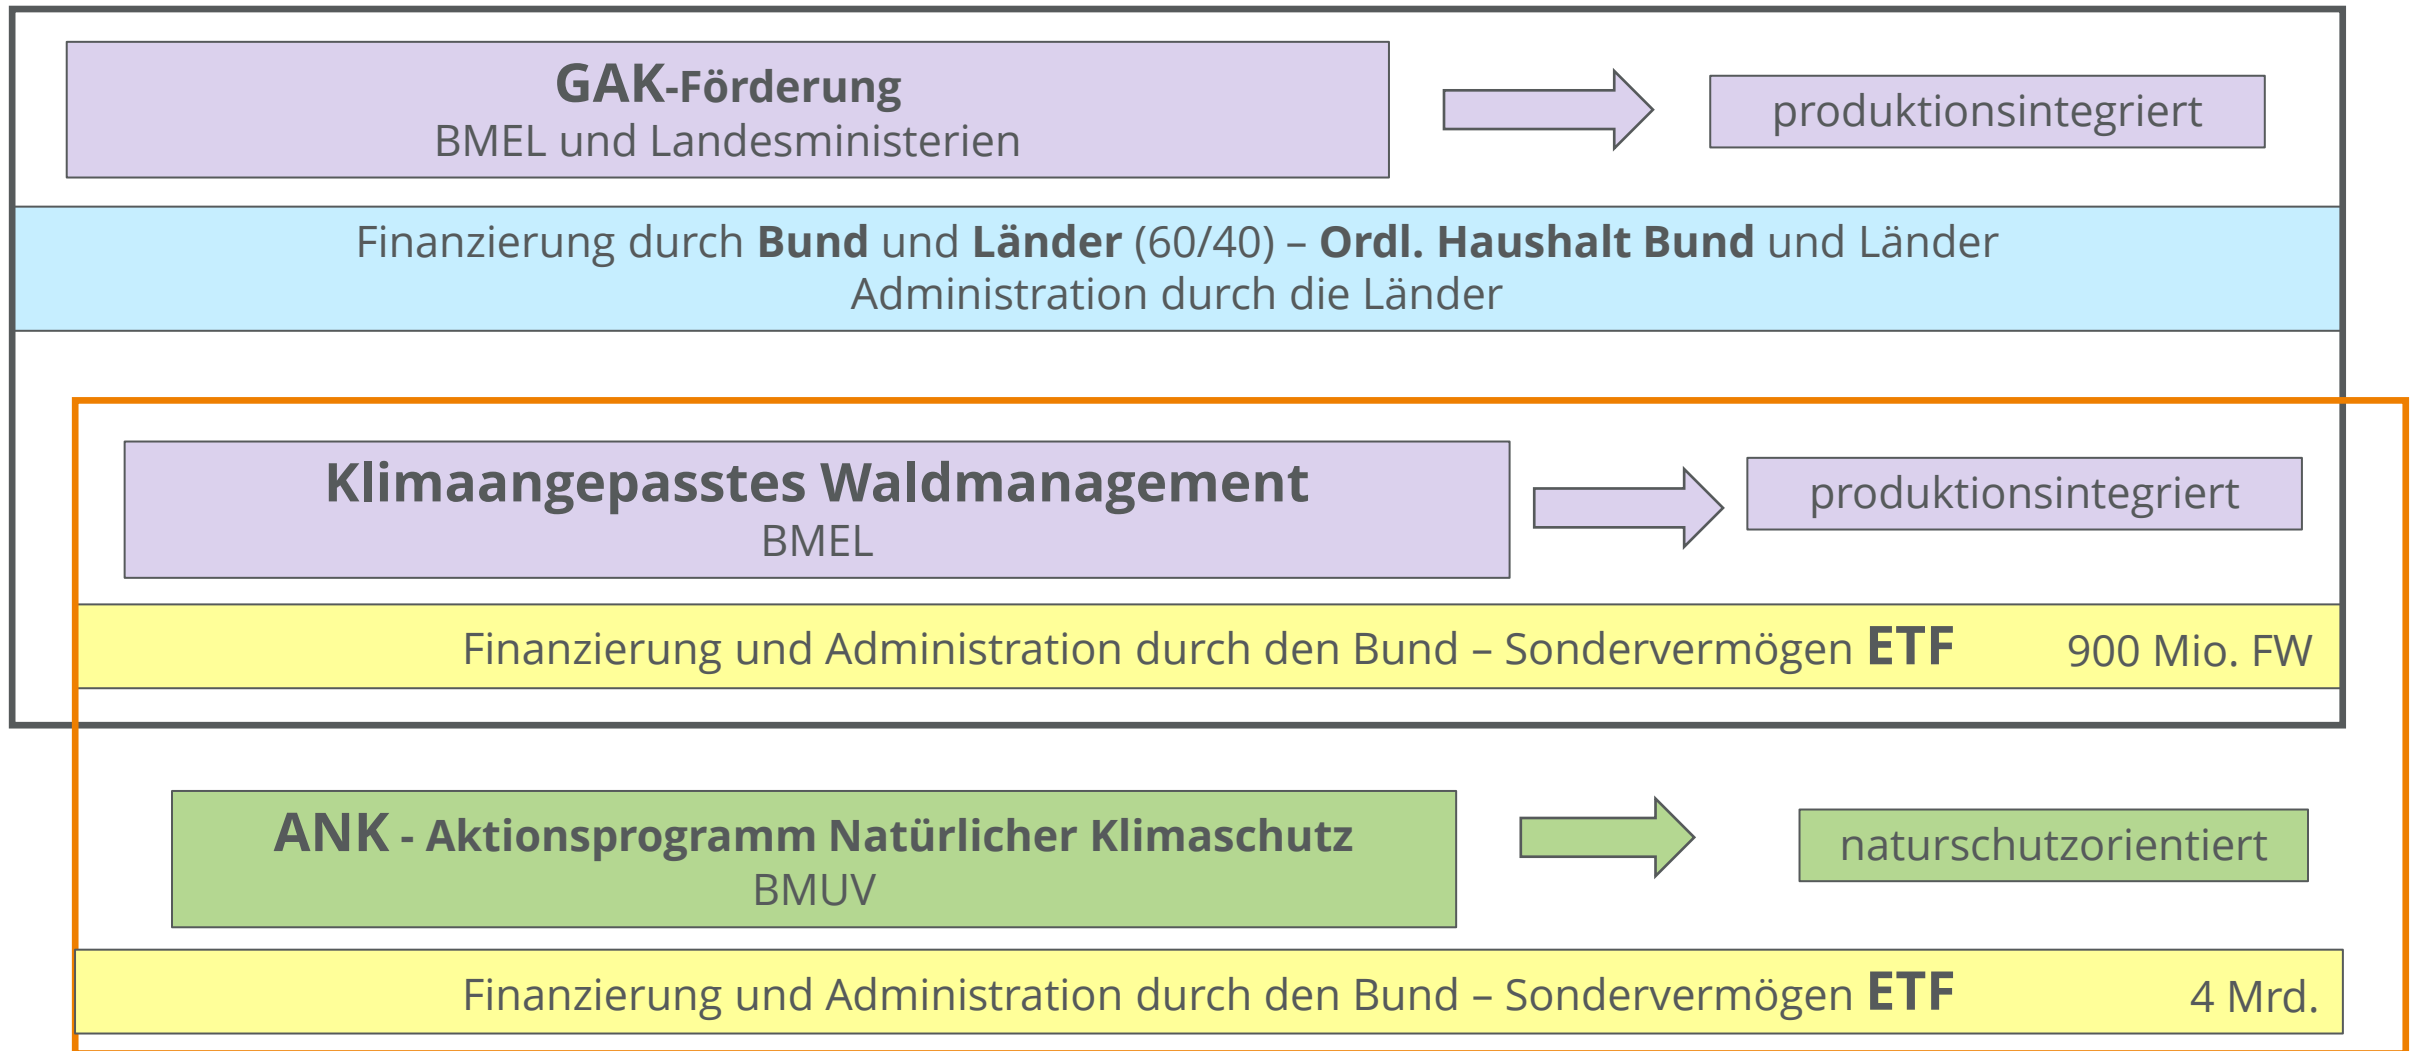 GAK-Förderung
BMEL und Landesministerien
produktionsintegriert
Finanzierung durch Bund und Länder (60/40) – Ordl. Haushalt Bund und Länder
Administration durch die Länder
Klimaangepasstes Waldmanagement
BMEL
produktionsintegriert
Finanzierung und Administration durch den Bund – Sondervermögen ETF 900 Mio. FW
ANK - Aktionsprogramm Natürlicher Klimaschutz
BMUV
naturschutzorientiert
Finanzierung und Administration durch den Bund – Sondervermögen ETF 4 Mrd.